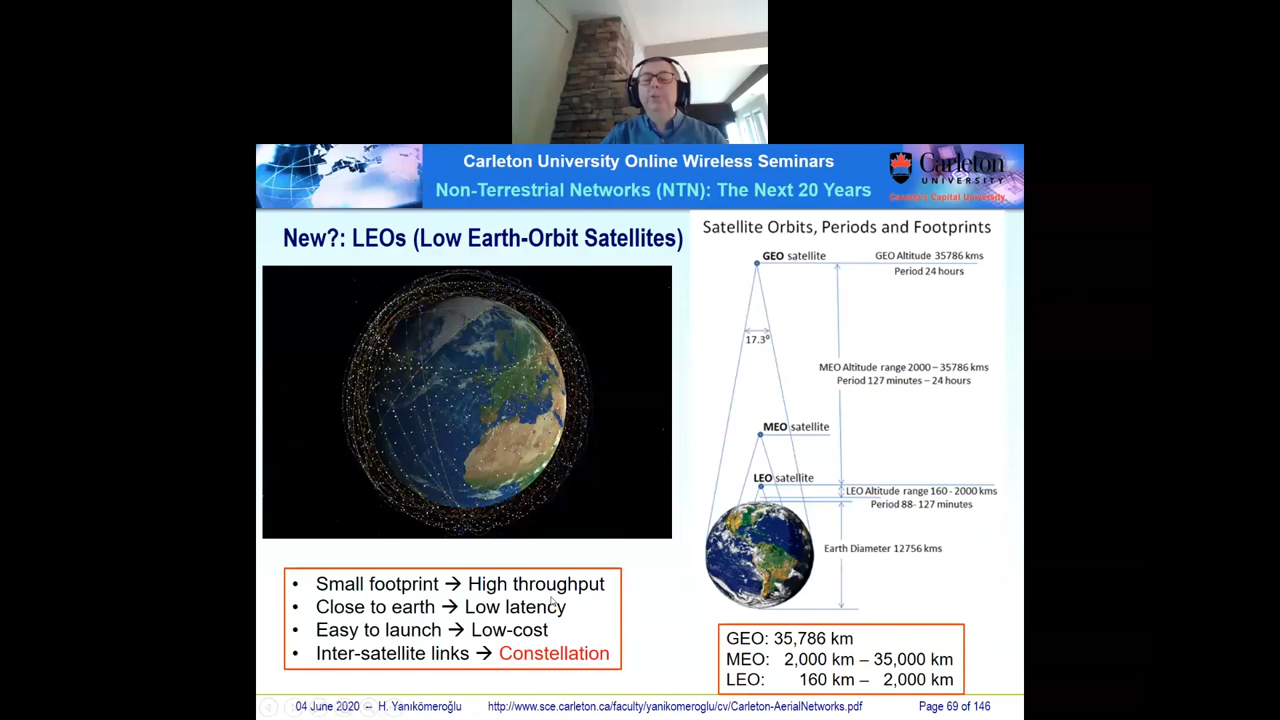 Carleton University Online Wireless Seminars
Non-Terrestrial Networks (NTN): The Next 20 Years
Carleton
UNIVERSITY
Canada's Capital University
New?: LEOs (Low Earth-Orbit Satellites)
Satellite Orbits, Periods and Footprints
GEO satellite
GEO Altitude 35786 kms
Period 24 hours
17.3⁰
MEO Altitude range 2000 – 35786 kms
Period 127 minutes – 24 hours
MEO satellite
LEO satellite
LEO Altitude range 160 - 2000 kms
Period 88- 127 minutes
Earth Diameter 12756 kms
• Small footprint → High throughput
• Close to earth → Low latency
• Easy to launch → Low-cost
• Inter-satellite links → Constellation
GEO: 35,786 km
MEO: 2,000 km – 35,000 km
LEO: 160 km – 2,000 km
04 June 2020 – H. Yanıkömeroğlu
http://www.sce.carleton.ca/faculty/yanikomeroglu/cv/Carleton-AerialNetworks.pdf
Page 69 of 146